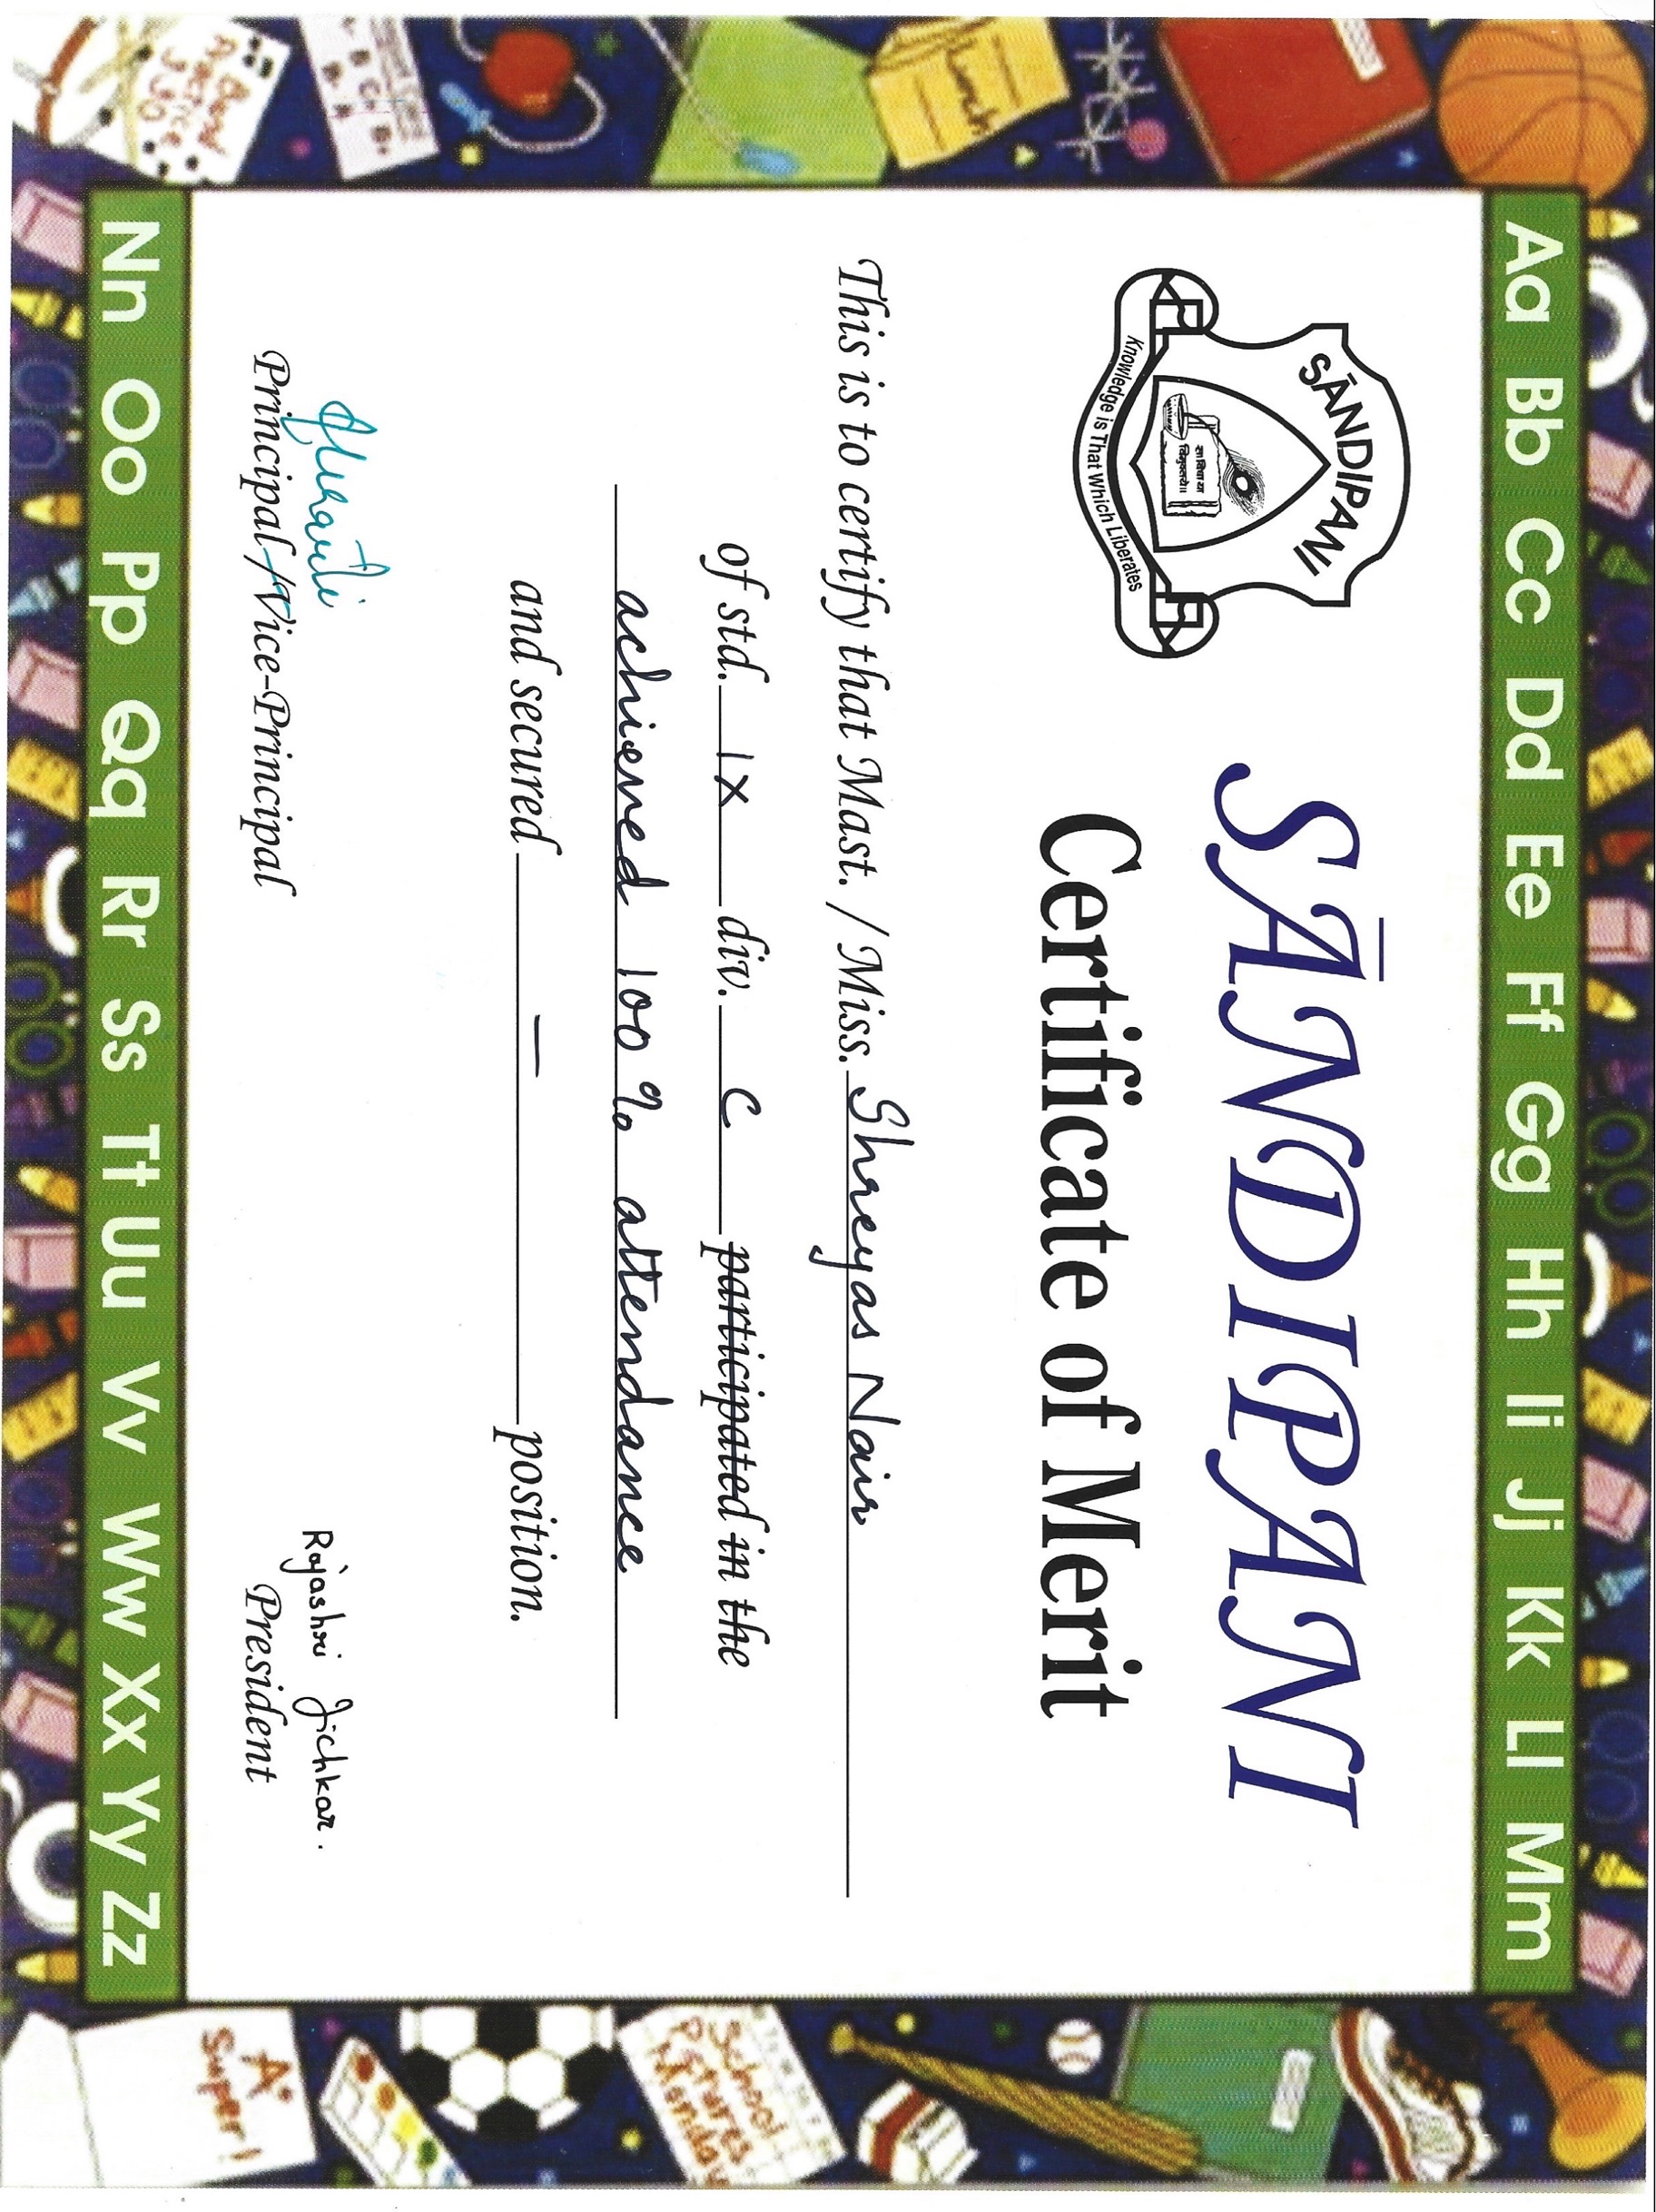 Aa Bb Cc Dd Ee Ff Gg Hh Ii Jj Kk Ll Mm
SĀNDIPANI
सा विद्या या
विमुक्तये॥
Knowledge is That Which Liberates
SĀNDIPANI
Certificate of Merit
Lunch
This is to certify that Mast. / Miss. Shreyas Nair
of std. IX div. C participated in the
achieved 100 % attendance
and secured — position.
School
Pictures
Monday
Rajashri Jichkar.
Principal / Vice-Principal
President
Band
Practice
3:30
A+
Super!
Nn Oo Pp Qq Rr Ss Tt Uu Vv Ww Xx Yy Zz